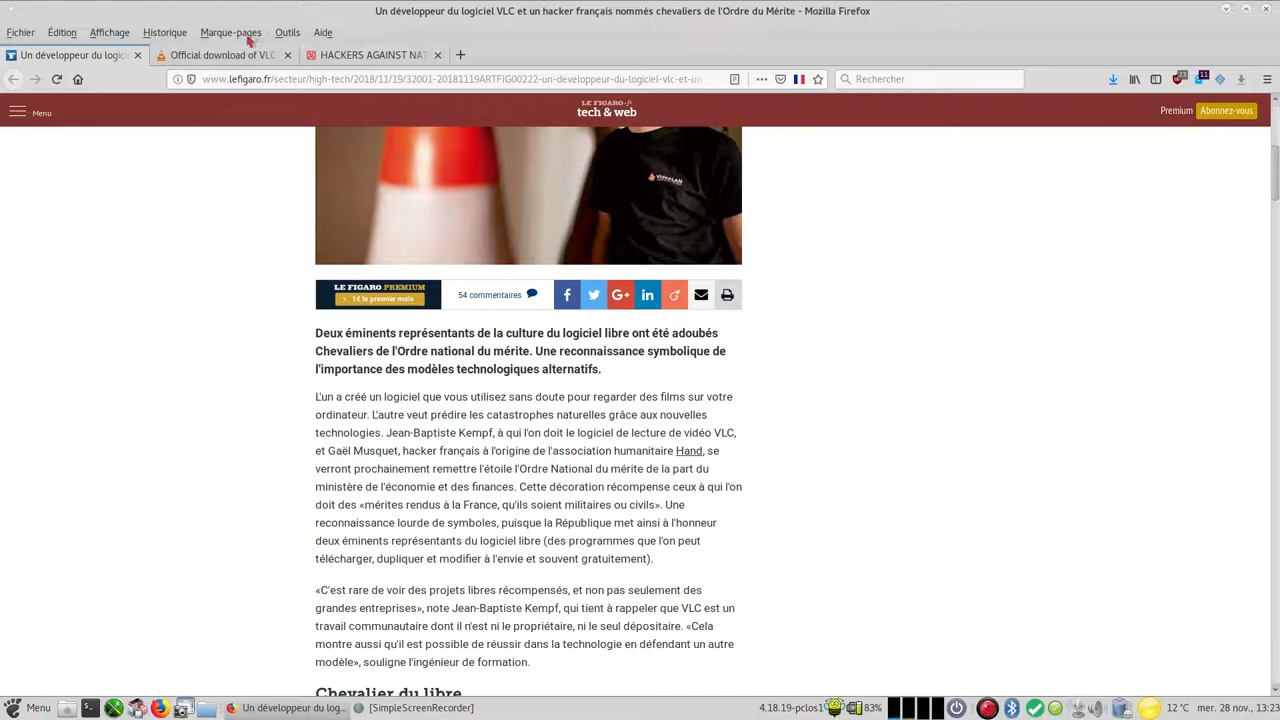 Un développeur du logiciel VLC et un hacker français nommés chevaliers de l'Ordre du Mérite - Mozilla Firefox
Fichier Édition Affichage Historique Marque-pages Outils Aide
Un développeur du logicie Official download of VLC HACKERS AGAINST NAT
www.lefigaro.fr/secteur/high-tech/2018/11/19/32001-20181119ARTFIG00222-un-developpeur-du-logiciel-vlc-et-un Rechercher 23 11
Menu LE FIGARO·fr Premium Abonnez-vous
tech & web
VideoLAN
LE FIGARO PREMIUM
1€ le premier mois
54 commentaires
Deux éminents représentants de la culture du logiciel libre ont été adoubés
Chevaliers de l'Ordre national du mérite. Une reconnaissance symbolique de
l'importance des modèles technologiques alternatifs.
L'un a créé un logiciel que vous utilisez sans doute pour regarder des films sur votre
ordinateur. L'autre veut prédire les catastrophes naturelles grâce aux nouvelles
technologies. Jean-Baptiste Kempf, à qui l'on doit le logiciel de lecture de vidéo VLC,
et Gaël Musquet, hacker français à l'origine de l'association humanitaire Hand, se
verront prochainement remettre l'étoile l'Ordre National du mérite de la part du
ministère de l'économie et des finances. Cette décoration récompense ceux à qui l'on
doit des «mérites rendus à la France, qu'ils soient militaires ou civils». Une
reconnaissance lourde de symboles, puisque la République met ainsi à l'honneur
deux éminents représentants du logiciel libre (des programmes que l'on peut
télécharger, dupliquer et modifier à l'envie et souvent gratuitement).
«C'est rare de voir des projets libres récompensés, et non pas seulement des
grandes entreprises», note Jean-Baptiste Kempf, qui tient à rappeler que VLC est un
travail communautaire dont il n'est ni le propriétaire, ni le seul dépositaire. «Cela
montre aussi qu'il est possible de réussir dans la technologie en défendant un autre
modèle», souligne l'ingénieur de formation.
Chevalier du libre
Menu Un développeur du log... [SimpleScreenRecorder] 4.18.19-pclos1 83% 12 °C mer. 28 nov., 13:23